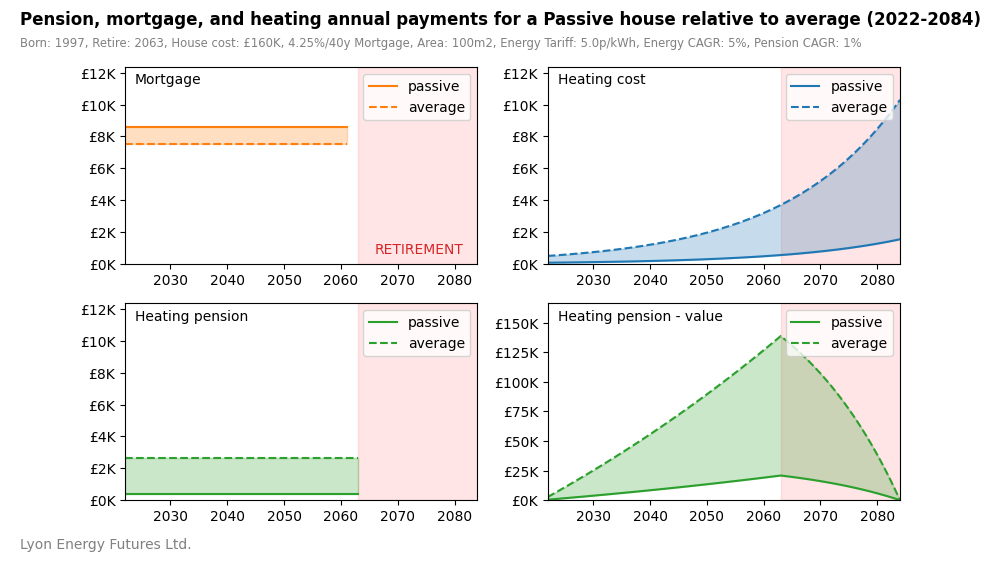 Pension, mortgage, and heating annual payments for a Passive house relative to average (2022-2084)
Born: 1997, Retire: 2063, House cost: £160K, 4.25%/40y Mortgage, Area: 100m2, Energy Tariff: 5.0p/kWh, Energy CAGR: 5%, Pension CAGR: 1%
Mortgage
passive
average
£12K
£10K
£8K
£6K
£4K
£2K
£0K
RETIREMENT
2030 2040 2050 2060 2070 2080
Heating cost
passive
average
£12K
£10K
£8K
£6K
£4K
£2K
£0K
2030 2040 2050 2060 2070 2080
Heating pension
passive
average
£12K
£10K
£8K
£6K
£4K
£2K
£0K
2030 2040 2050 2060 2070 2080
Heating pension - value
passive
average
£150K
£125K
£100K
£75K
£50K
£25K
£0K
2030 2040 2050 2060 2070 2080
Lyon Energy Futures Ltd.